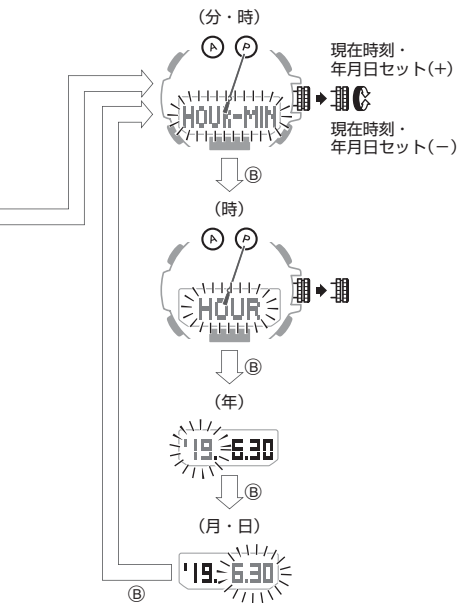 （分・時）
A P
現在時刻・
年月日セット(＋)
HOUR-MIN
現在時刻・
年月日セット(－)
Ⓑ
（時）
A P
HOUR
Ⓑ
（年）
'19. 6.30
Ⓑ
（月・日）
'19. 6.30
Ⓑ